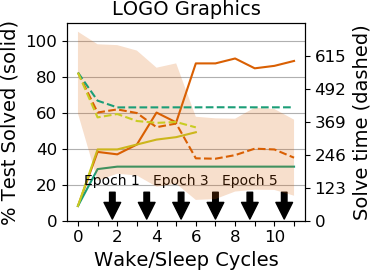 LOGO Graphics
% Test Solved (solid)
100
80
60
40
20
0
615
492
369
246
123
0
Solve time (dashed)
Epoch 1 Epoch 3 Epoch 5
0 2 4 6 8 10
Wake/Sleep Cycles